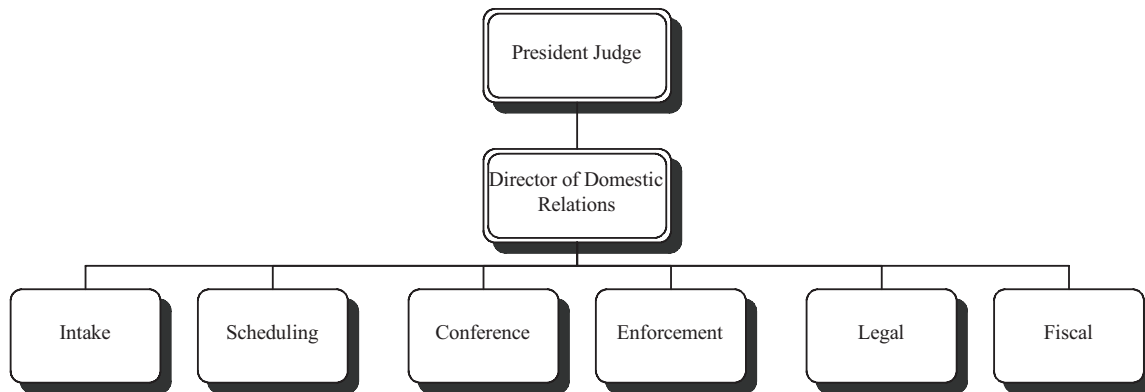 President Judge
Director of Domestic
Relations
Intake
Scheduling
Conference
Enforcement
Legal
Fiscal